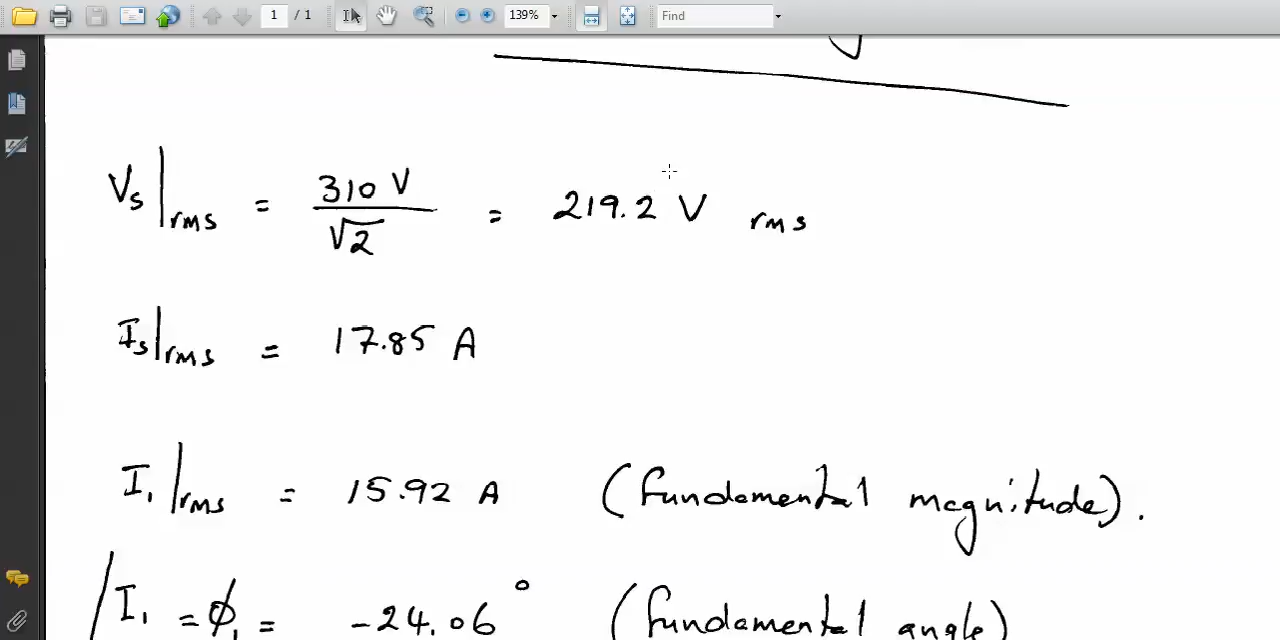 1 / 1 139% Find
Vs|rms = 310 V / √2 = 219.2 V rms
Is|rms = 17.85 A
I1|rms = 15.92 A (fundamental magnitude).
/I1 = ϕ1 = -24.06° (fundamental angle)